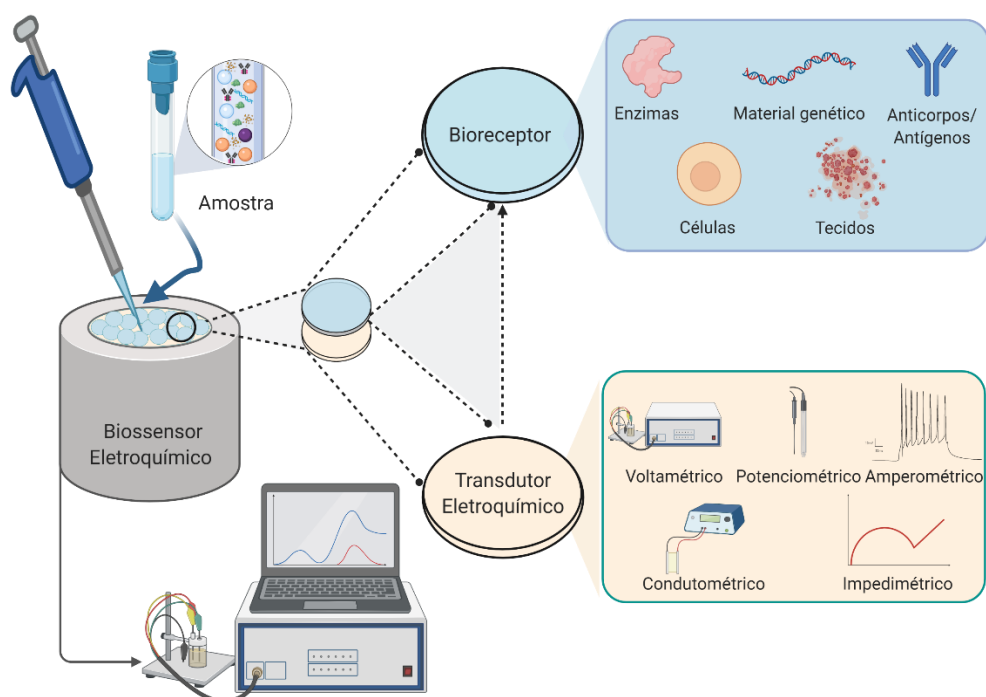 Amostra
Biossensor
Eletroquímico
Bioreceptor
Enzimas
Material genético
Anticorpos/
Antígenos
Células
Tecidos
Transdutor
Eletroquímico
Voltamétrico
Potenciométrico
Amperométrico
Condutométrico
Impedimétrico